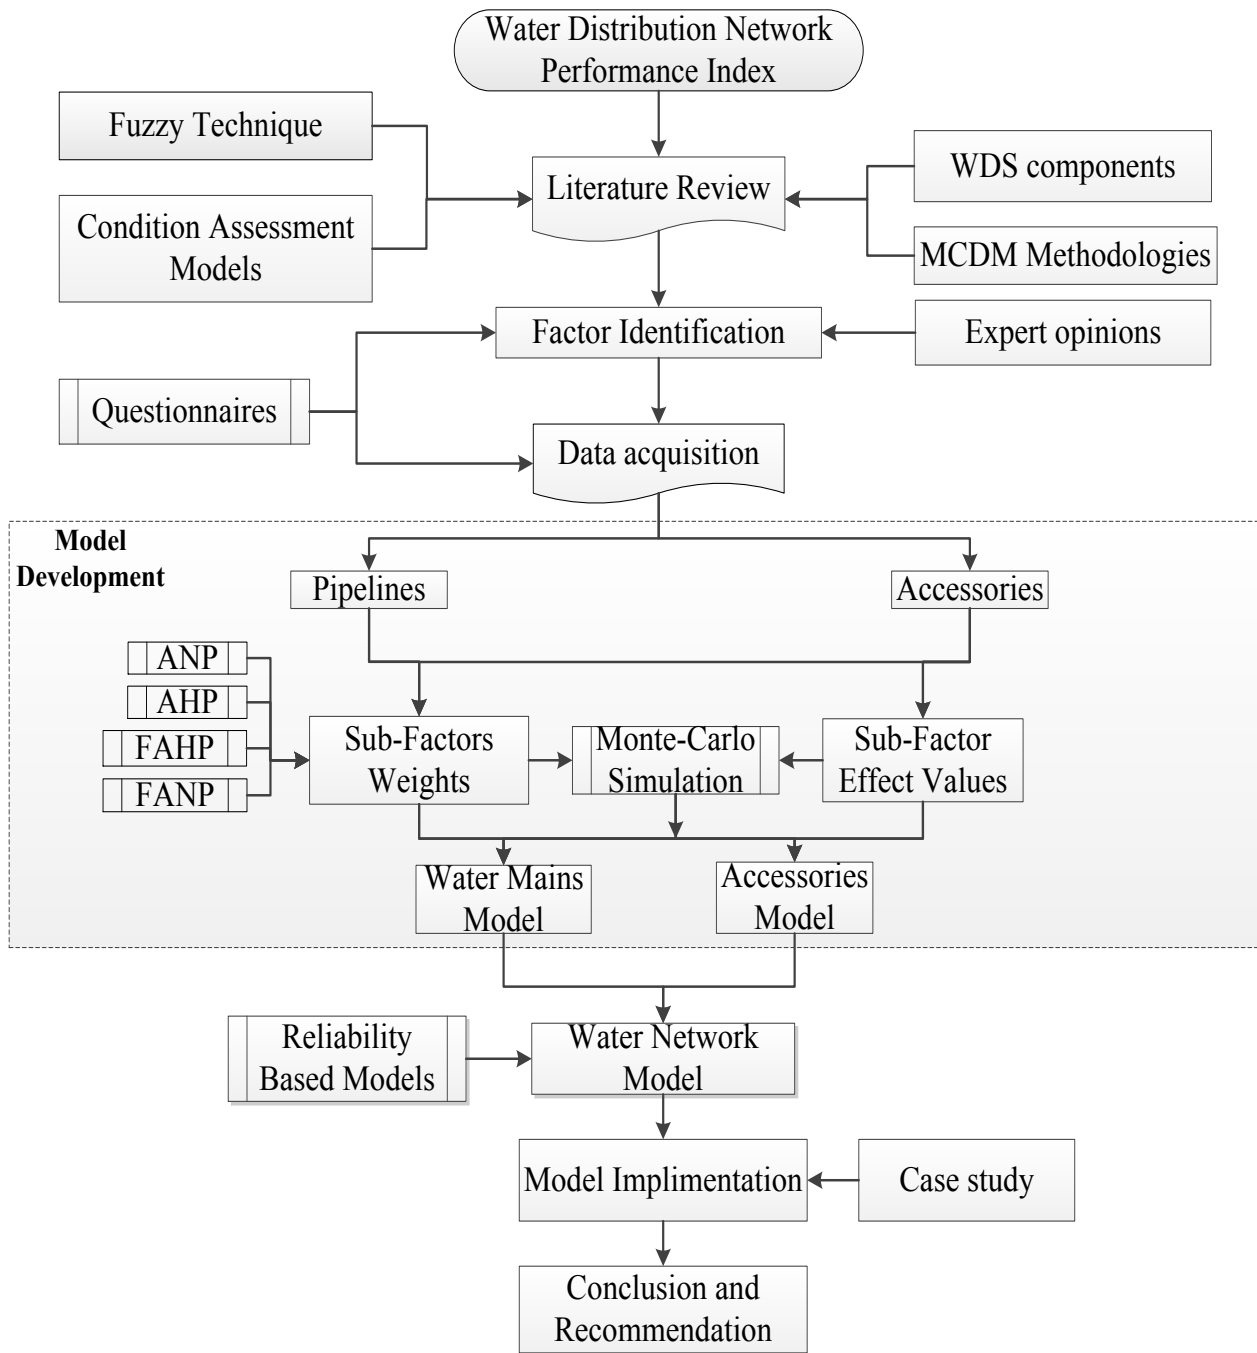 Water Distribution Network
Performance Index
Fuzzy Technique
WDS components
Literature Review
Condition Assessment
Models
MCDM Methodologies
Factor Identification
Expert opinions
Questionnaires
Data acquisition
Model
Development
Pipelines
Accessories
ANP
AHP
FAHP
FANP
Sub-Factors
Weights
Monte-Carlo
Simulation
Sub-Factor
Effect Values
Water Mains
Model
Accessories
Model
Reliability
Based Models
Water Network
Model
Model Implimentation
Case study
Conclusion and
Recommendation